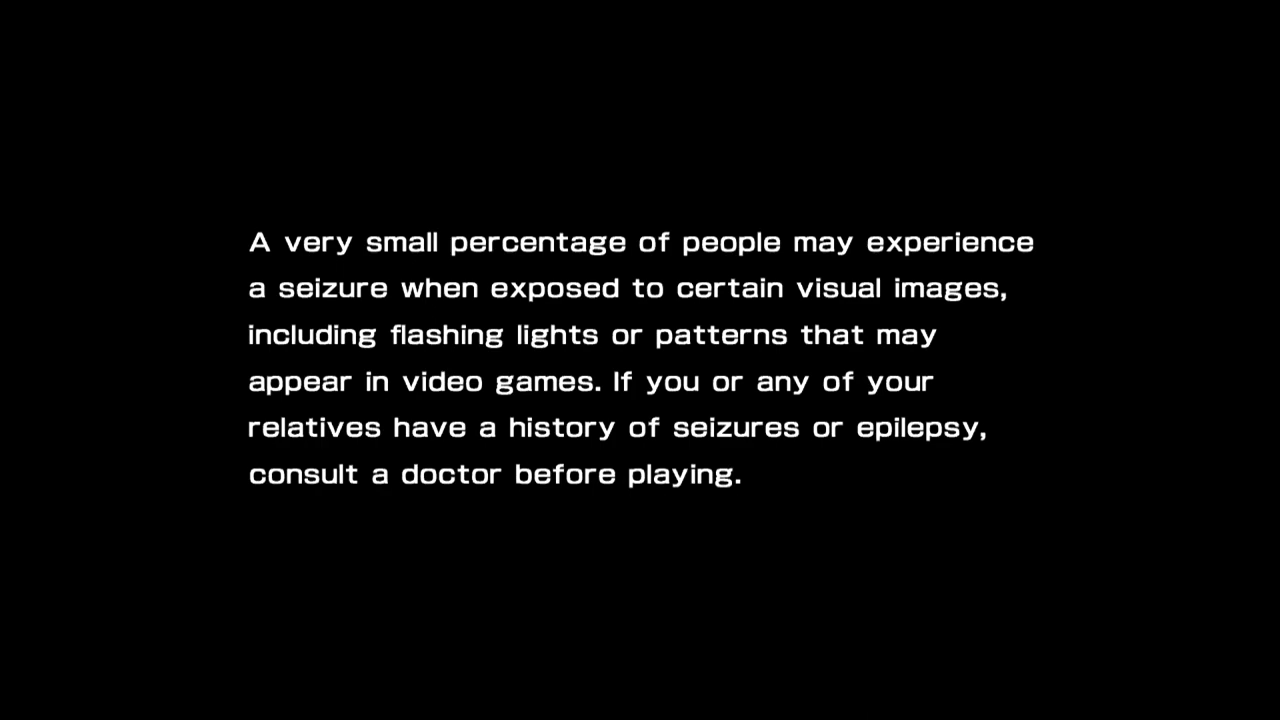 A very small percentage of people may experience
a seizure when exposed to certain visual images,
including flashing lights or patterns that may
appear in video games. If you or any of your
relatives have a history of seizures or epilepsy,
consult a doctor before playing.